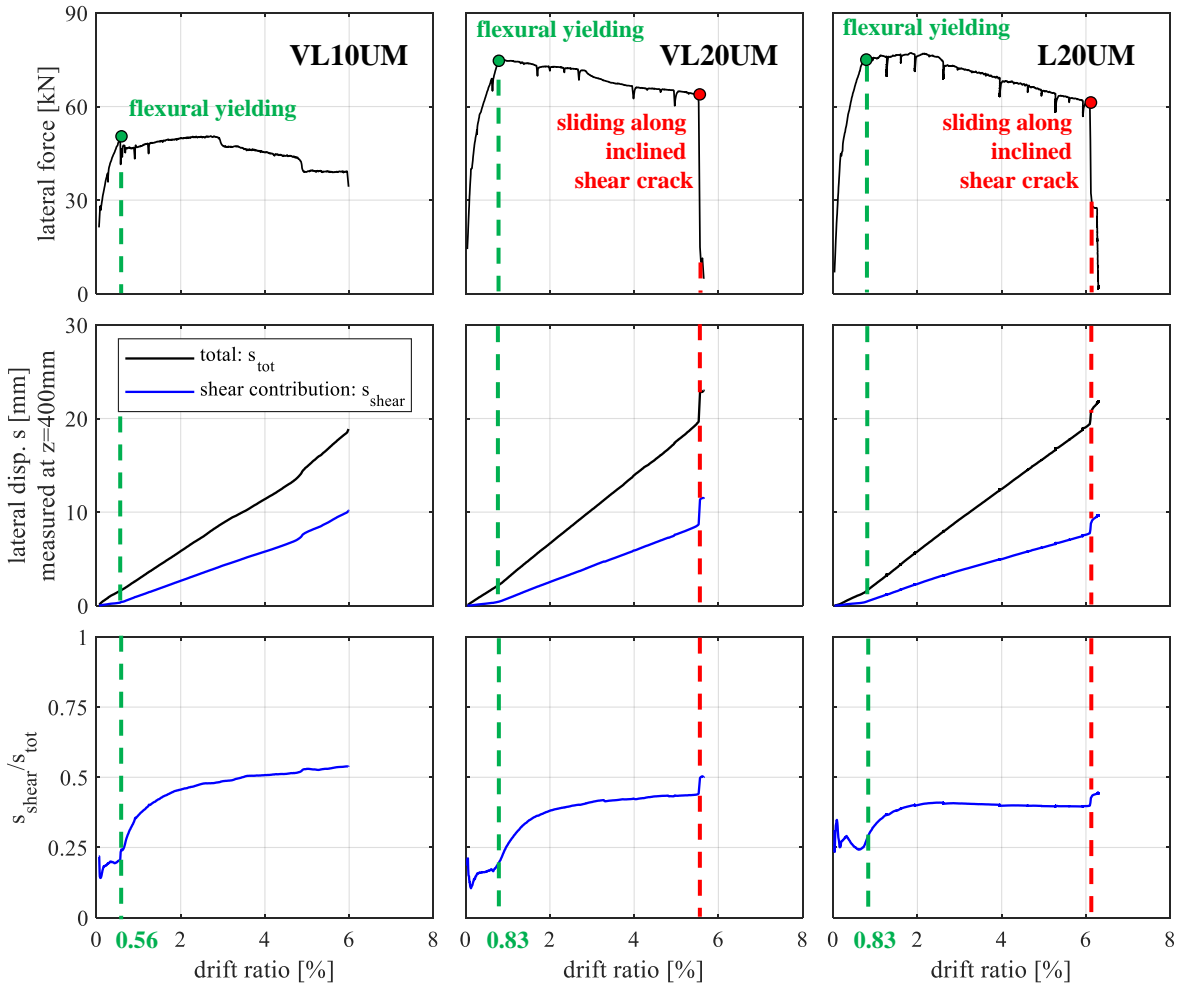 90
60
30
0
lateral force [kN]
VL10UM
flexural yielding
flexural yielding
VL20UM
sliding along
inclined
shear crack
flexural yielding
L20UM
sliding along
inclined
shear crack
30
20
10
0
lateral disp. s [mm]
measured at z=400mm
total: s_tot
shear contribution: s_shear
1
0.75
0.5
0.25
0
s_shear/s_tot
0 0.56 2 4 6 8
drift ratio [%]
0 0.83 2 4 6 8
drift ratio [%]
0 0.83 2 4 6 8
drift ratio [%]